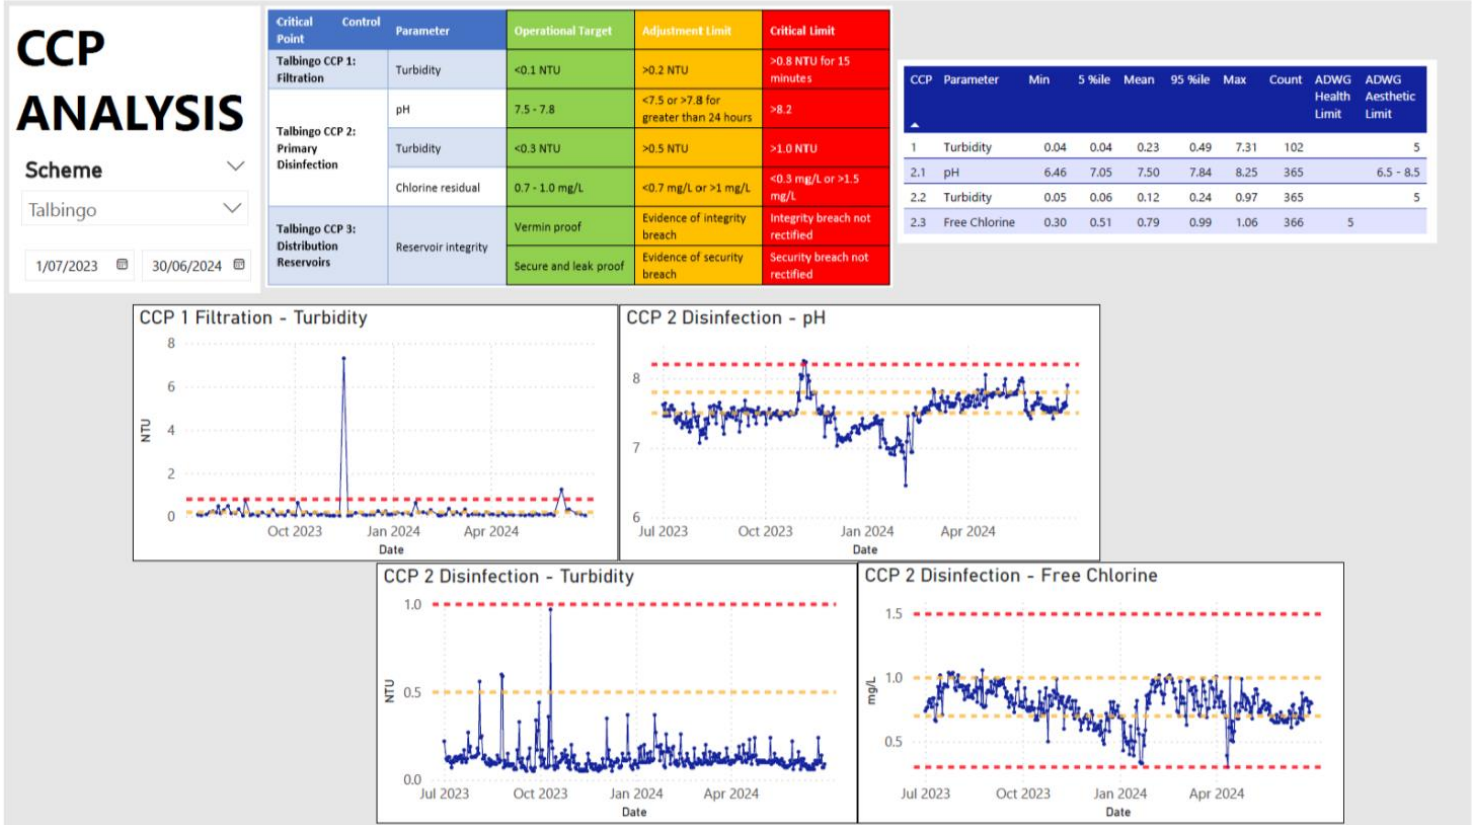 CCP
ANALYSIS
Scheme
Talbingo
1/07/2023 30/06/2024
Critical Control
Point
Parameter
Operational Target
Adjustment Limit
Critical Limit
Talbingo CCP 1:
Filtration
Turbidity
<0.1 NTU
>0.2 NTU
>0.8 NTU for 15
minutes
Talbingo CCP 2:
Primary
Disinfection
pH
7.5 - 7.8
<7.5 or >7.8 for
greater than 24 hours
>8.2
Turbidity
<0.3 NTU
>0.5 NTU
>1.0 NTU
Chlorine residual
0.7 - 1.0 mg/L
<0.7 mg/L or >1 mg/L
<0.3 mg/L or >1.5
mg/L
Talbingo CCP 3:
Distribution
Reservoirs
Reservoir integrity
Vermin proof
Evidence of integrity
breach
Integrity breach not
rectified
Secure and leak proof
Evidence of security
breach
Security breach not
rectified
CCP Parameter Min 5 %ile Mean 95 %ile Max Count ADWG ADWG
Health Aesthetic
Limit Limit
1 Turbidity 0.04 0.04 0.23 0.49 7.31 102 5
2.1 pH 6.46 7.05 7.50 7.84 8.25 365 6.5 - 8.5
2.2 Turbidity 0.05 0.06 0.12 0.24 0.97 365 5
2.3 Free Chlorine 0.30 0.51 0.79 0.99 1.06 366 5
CCP 1 Filtration - Turbidity
8
6
4
2
0
NTU
Oct 2023 Jan 2024 Apr 2024
Date
CCP 2 Disinfection - pH
8
7
6
Jul 2023 Oct 2023 Jan 2024 Apr 2024
Date
CCP 2 Disinfection - Turbidity
1.0
0.5
0.0
NTU
Jul 2023 Oct 2023 Jan 2024 Apr 2024
Date
CCP 2 Disinfection - Free Chlorine
1.5
1.0
0.5
mg/L
Jul 2023 Oct 2023 Jan 2024 Apr 2024
Date